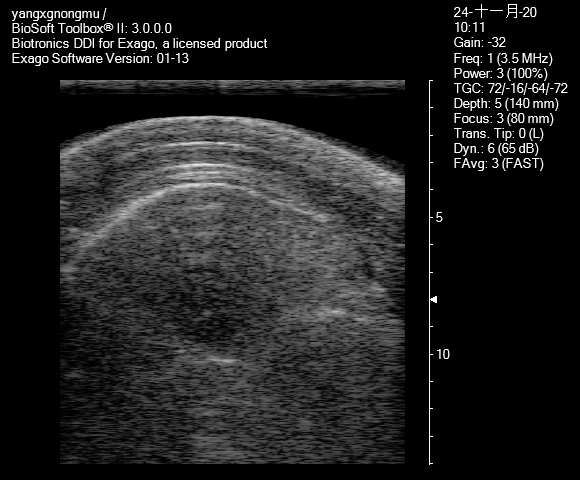 yangxgnongmu /
BioSoft Toolbox® II: 3.0.0.0
Biotronics DDI for Exago, a licensed product
Exago Software Version: 01-13
24-十一月-20
10:11
Gain: -32
Freq: 1 (3.5 MHz)
Power: 3 (100%)
TGC: 72/-16/-64/-72
Depth: 5 (140 mm)
Focus: 3 (80 mm)
Trans. Tip: 0 (L)
Dyn.: 6 (65 dB)
FAvg: 3 (FAST)
5
10